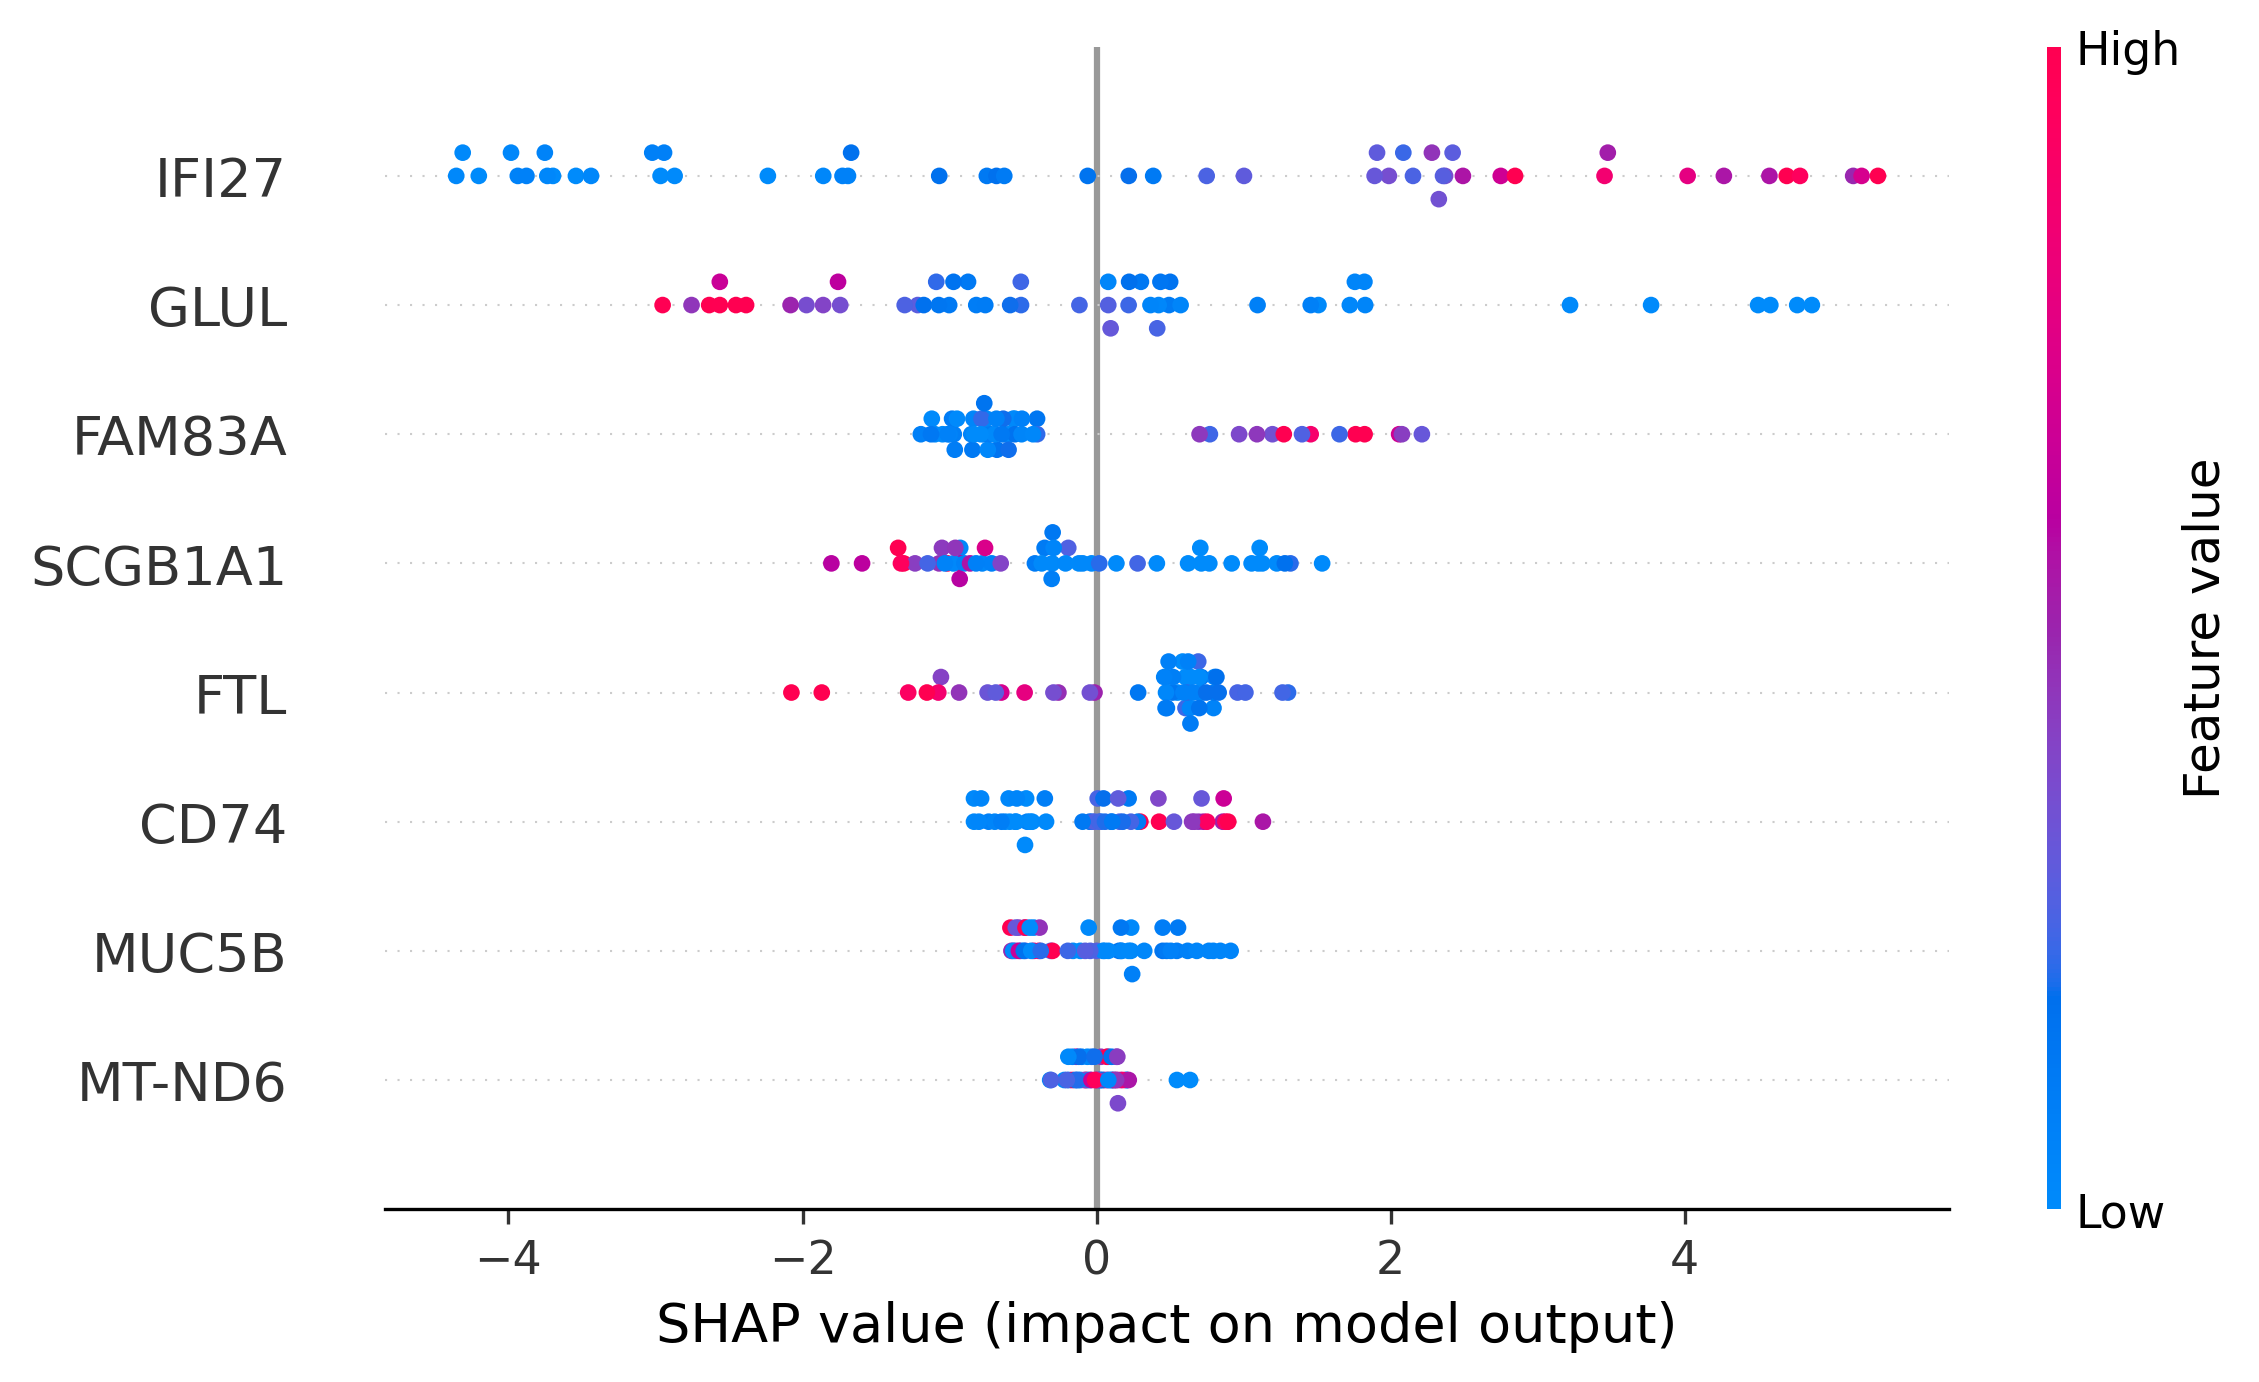 High
IFI27
GLUL
FAM83A
SCGB1A1
FTL
CD74
MUC5B
MT-ND6
Feature value
Low
−4 −2 0 2 4
SHAP value (impact on model output)